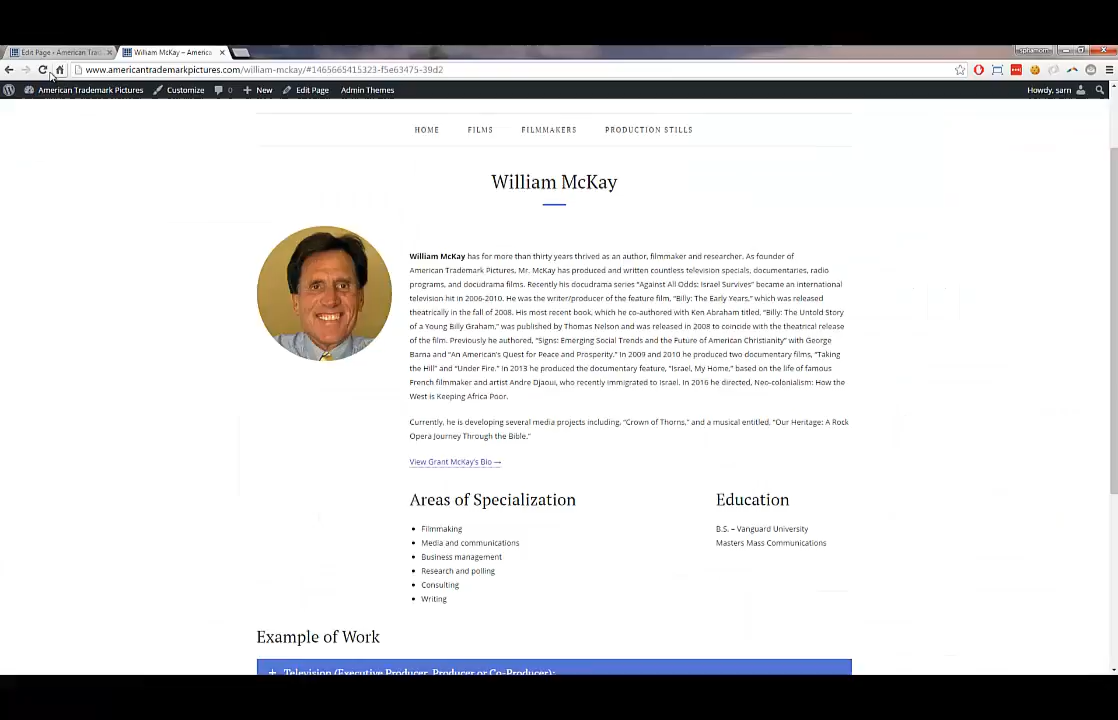 Edit Page ‹ American Trad
William McKay – America
sphamorn
www.americantrademarkpictures.com/william-mckay/#1465665415323-f5e63475-39d2
American Trademark Pictures Customize 0 New Edit Page Admin Themes Howdy, sarn
HOME FILMS FILMMAKERS PRODUCTION STILLS
William McKay
William McKay has for more than thirty years thrived as an author, filmmaker and researcher. As founder of
American Trademark Pictures, Mr. McKay has produced and written countless television specials, documentaries, radio
programs, and docudrama films. Recently his docudrama series “Against All Odds: Israel Survives” became an international
television hit in 2006-2010. He was the writer/producer of the feature film, “Billy: The Early Years,” which was released
theatrically in the fall of 2008. His most recent book, which he co-authored with Ken Abraham titled, “Billy: The Untold Story
of a Young Billy Graham,” was published by Thomas Nelson and was released in 2008 to coincide with the theatrical release
of the film. Previously he authored, “Signs: Emerging Social Trends and the Future of American Christianity” with George
Barna and “An American’s Quest for Peace and Prosperity.” In 2009 and 2010 he produced two documentary films, “Taking
the Hill” and “Under Fire.” In 2013 he produced the documentary feature, “Israel, My Home,” based on the life of famous
French filmmaker and artist Andre Djaoui, who recently immigrated to Israel. In 2016 he directed, Neo-colonialism: How the
West is Keeping Africa Poor.
Currently, he is developing several media projects including, “Crown of Thorns,” and a musical entitled, “Our Heritage: A Rock
Opera Journey Through the Bible.”
View Grant McKay’s Bio →
Areas of Specialization
• Filmmaking
• Media and communications
• Business management
• Research and polling
• Consulting
• Writing
Education
B.S. – Vanguard University
Masters Mass Communications
Example of Work
+ Television (Executive Producer, Producer or Co-Producer):